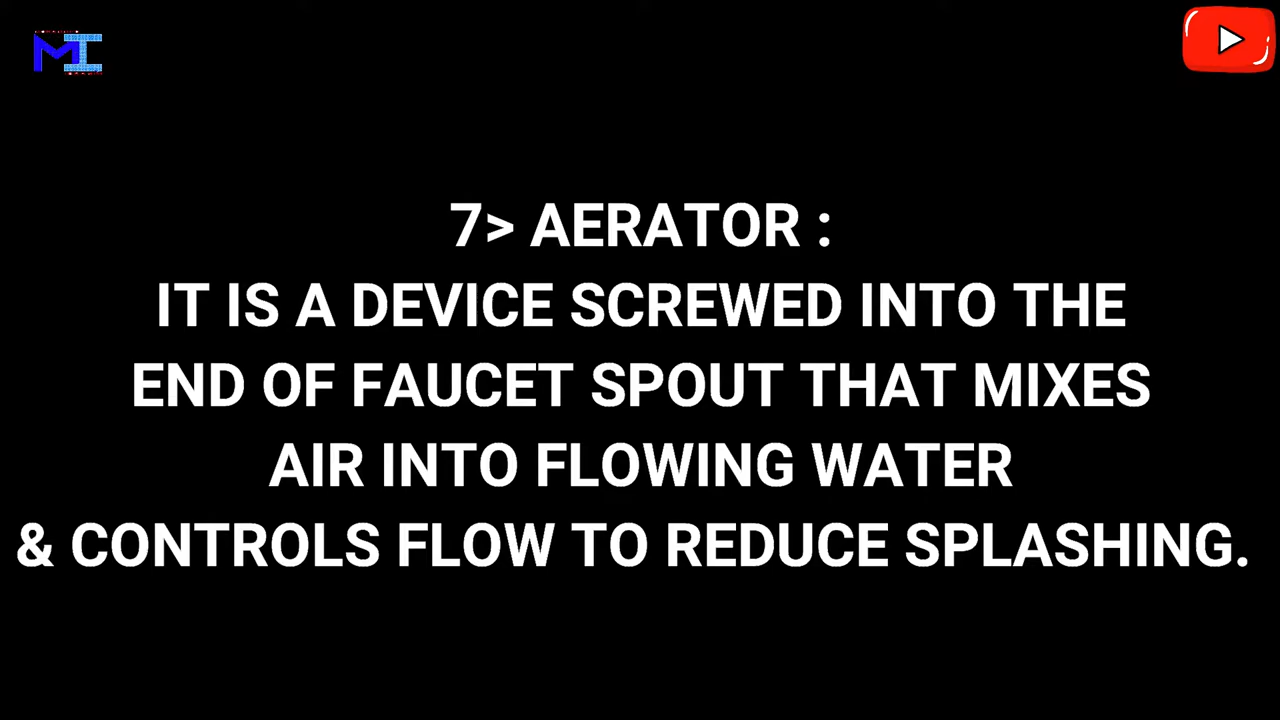 MI
7> AERATOR :
IT IS A DEVICE SCREWED INTO THE
END OF FAUCET SPOUT THAT MIXES
AIR INTO FLOWING WATER
& CONTROLS FLOW TO REDUCE SPLASHING.